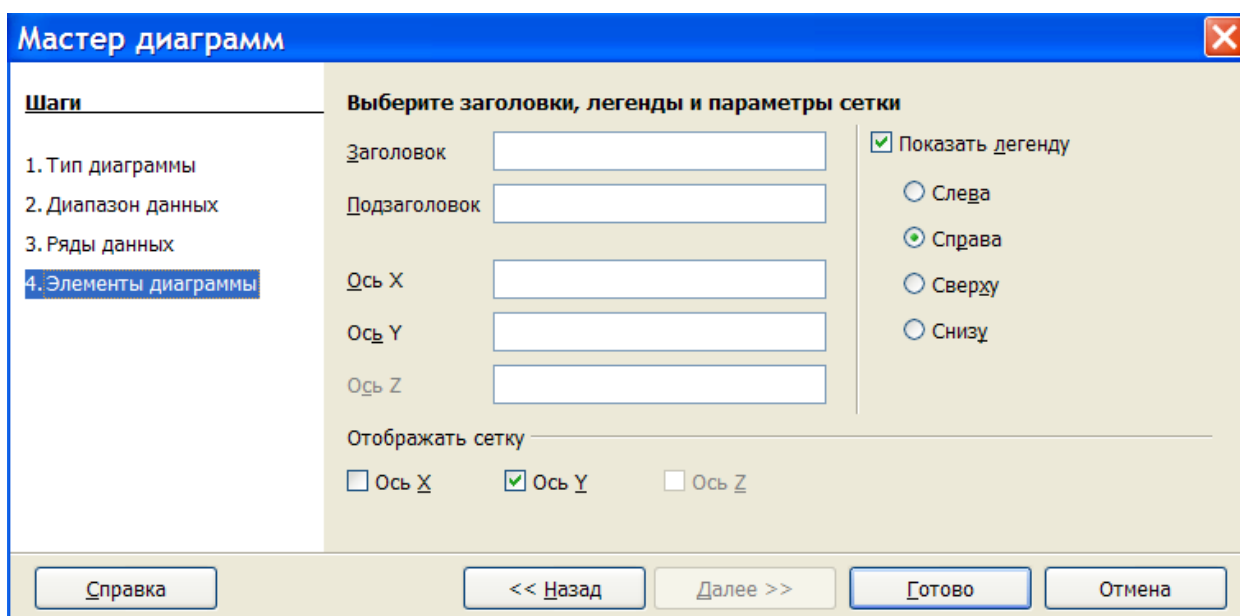 Мастер диаграмм
Шаги
1. Тип диаграммы
2. Диапазон данных
3. Ряды данных
4. Элементы диаграммы
Выберите заголовки, легенды и параметры сетки
Заголовок
Подзаголовок
Ось X
Ось Y
Ось Z
Показать легенду
Слева
Справа
Сверху
Снизу
Отображать сетку
Ось X Ось Y Ось Z
Справка << Назад Далее >> Готово Отмена